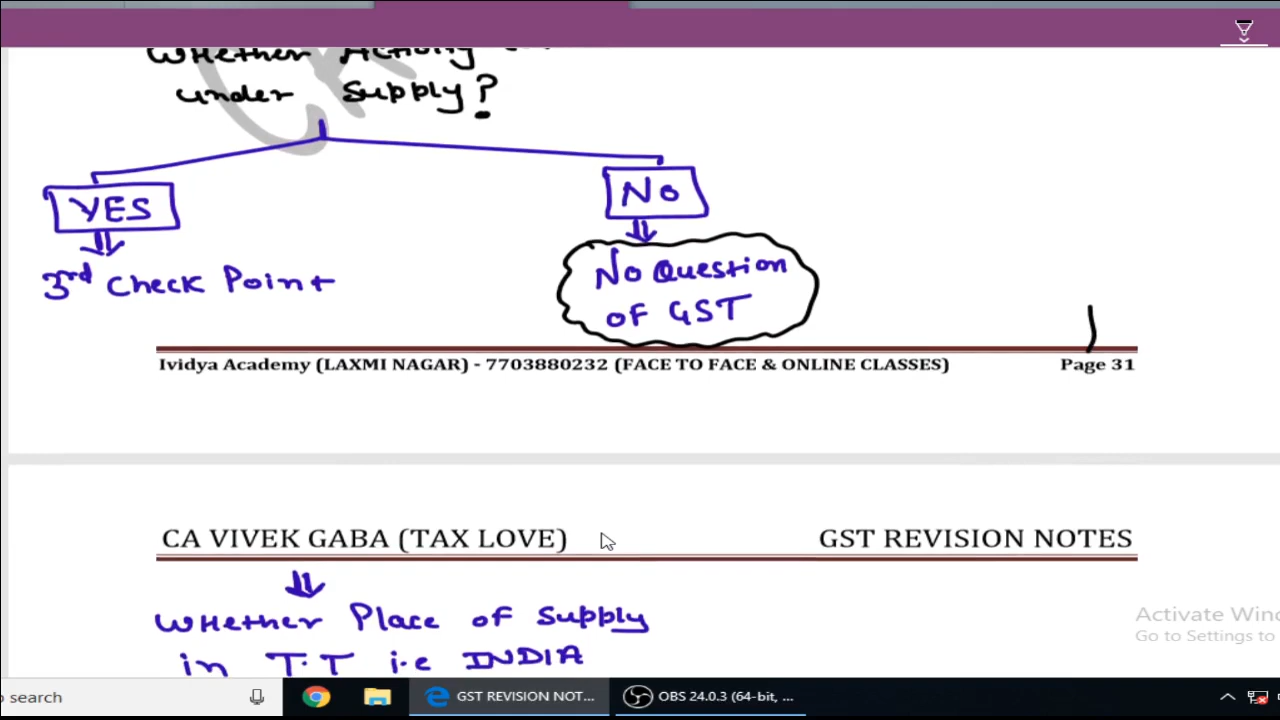 Whether Activity
under Supply?
YES
No
3rd Check Point
No Question
of GST
Ividya Academy (LAXMI NAGAR) - 7703880232 (FACE TO FACE & ONLINE CLASSES) Page 31
CA VIVEK GABA (TAX LOVE) GST REVISION NOTES
Whether Place of Supply
in T.T i.e INDIA
Activate Wind
Go to Settings to
o search
GST REVISION NOT...
OBS 24.0.3 (64-bit, ...